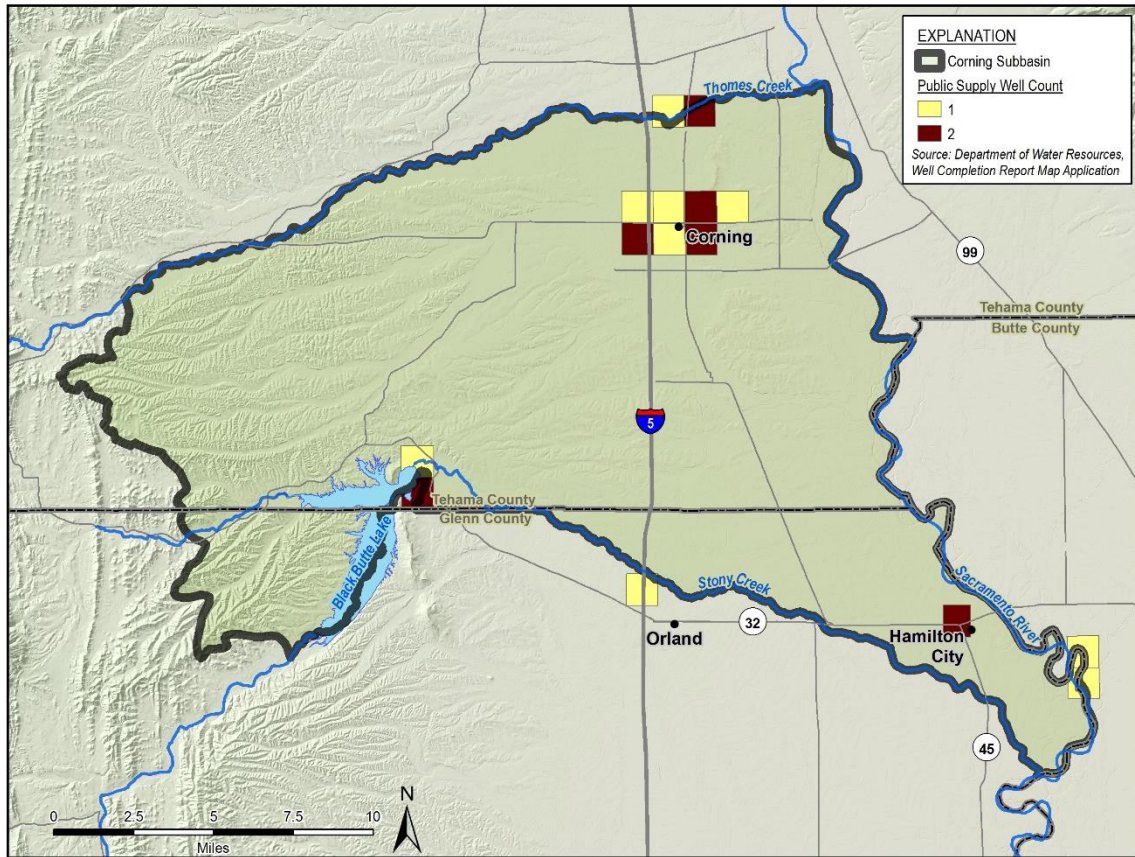 EXPLANATION
Corning Subbasin
Public Supply Well Count
1
2
Source: Department of Water Resources,
Well Completion Report Map Application
Thomes Creek
Corning
99
Tehama County
Butte County
5
Tehama County
Glenn County
Black Butte Lake
Stony Creek
Sacramento River
Orland
32
Hamilton
City
45
N
0 2.5 5 7.5 10
Miles